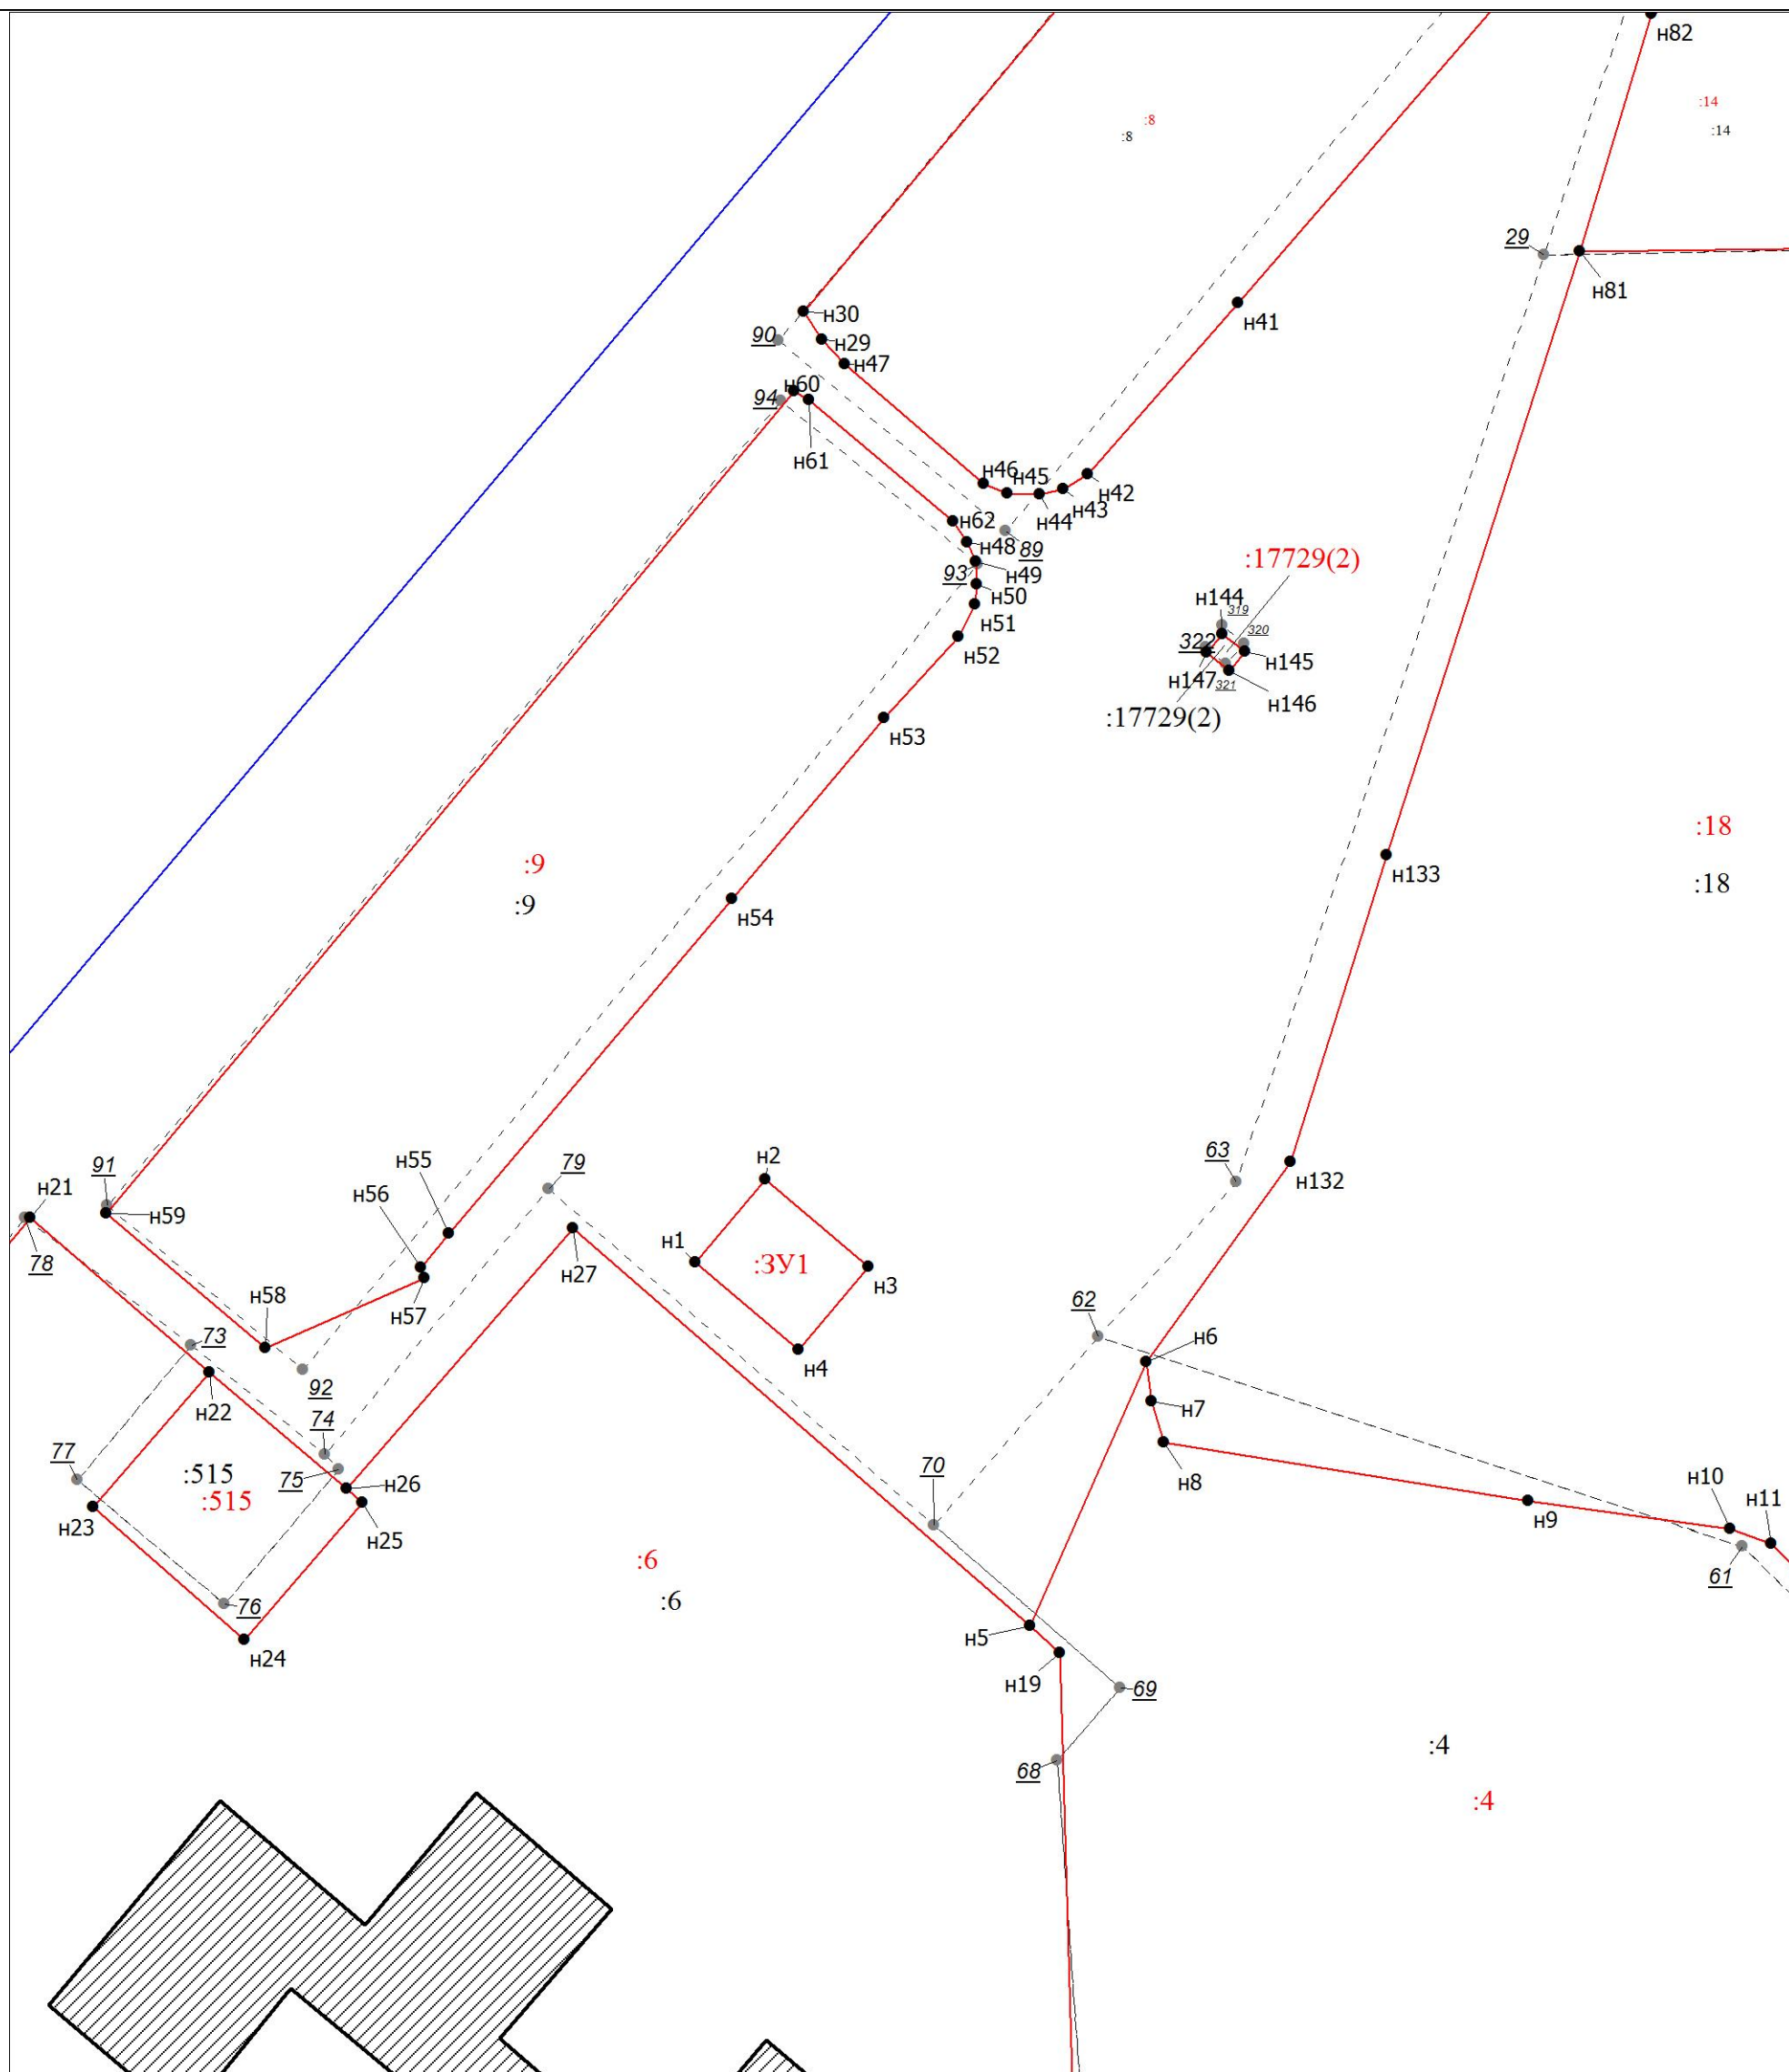 н82
:14
:8
:14
:8
29
н81
н30
н41
90
н29
н47
н60
94
н61
н46
н45
н42
н43
н44
н62
н48
89
:17729(2)
93
н49
н50
н144
319
н51
320
322
н52
н145
н147
321
н146
:17729(2)
н53
:18
:9
н133
:18
:9
н54
63
н2
н55
91
79
н132
н21
н56
н59
н1
78
:ЗУ1
н27
н3
62
н58
н57
73
н6
н4
92
н7
н22
74
70
77
:515
75
н8
н26
н10
:515
н11
н9
н23
н25
:6
61
:6
76
н5
н24
н19
69
:4
68
:4